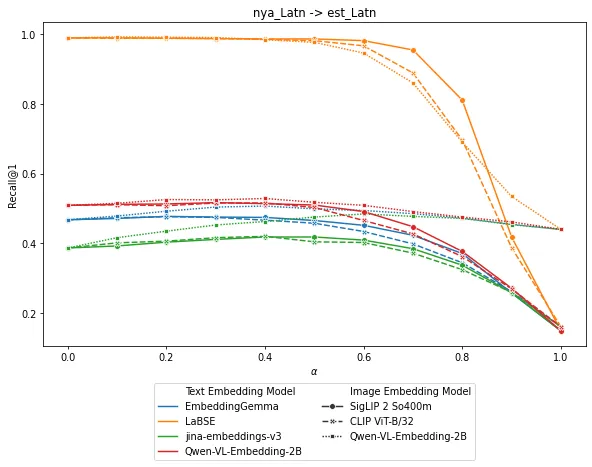 nya_Latn -> est_Latn
1.0
0.8
0.6
0.4
0.2
Recall@1
0.0 0.2 0.4 0.6 0.8 1.0
α
Text Embedding Model Image Embedding Model
EmbeddingGemma SigLIP 2 So400m
LaBSE CLIP ViT-B/32
jina-embeddings-v3 Qwen-VL-Embedding-2B
Qwen-VL-Embedding-2B